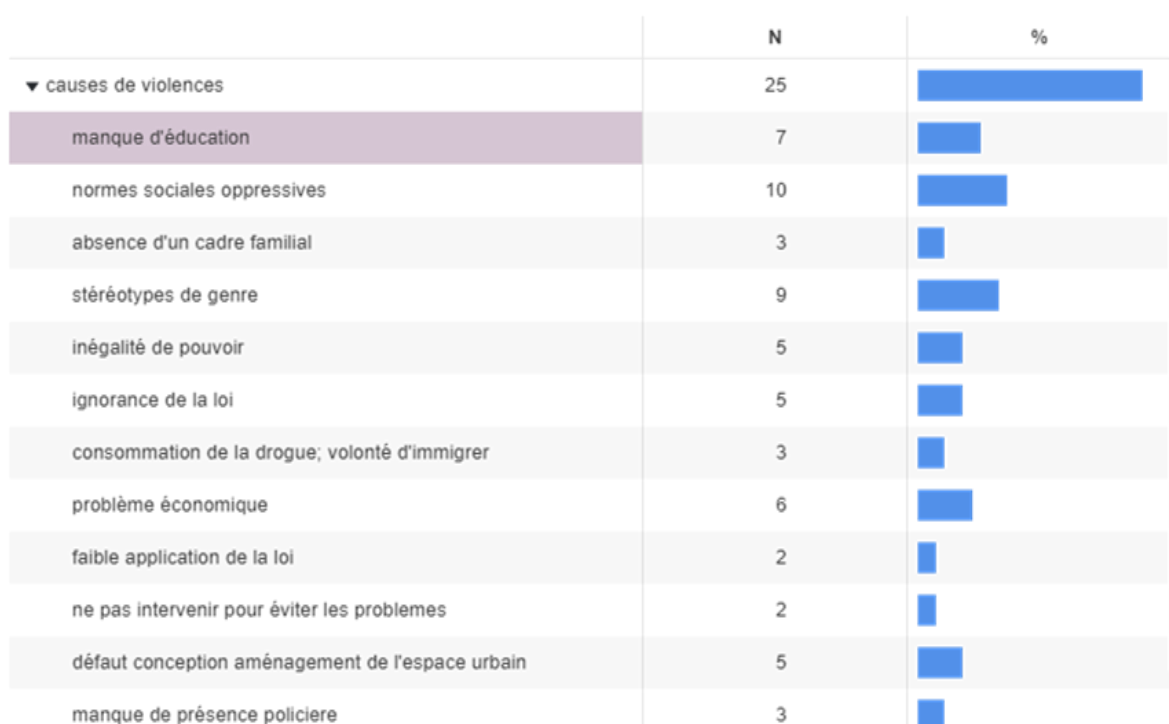 N %
▼ causes de violences 25
manque d'éducation 7
normes sociales oppressives 10
absence d'un cadre familial 3
stéréotypes de genre 9
inégalité de pouvoir 5
ignorance de la loi 5
consommation de la drogue; volonté d'immigrer 3
problème économique 6
faible application de la loi 2
ne pas intervenir pour éviter les problemes 2
défaut conception aménagement de l'espace urbain 5
manque de présence policiere 3